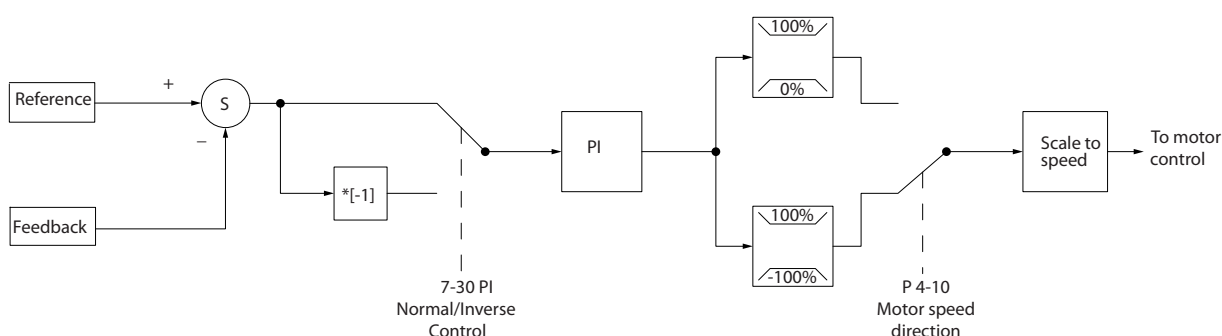 Reference
+
S
–
Feedback
*[-1]
7-30 PI
Normal/Inverse
Control
PI
100%
0%
100%
-100%
P 4-10
Motor speed
direction
Scale to
speed
To motor
control